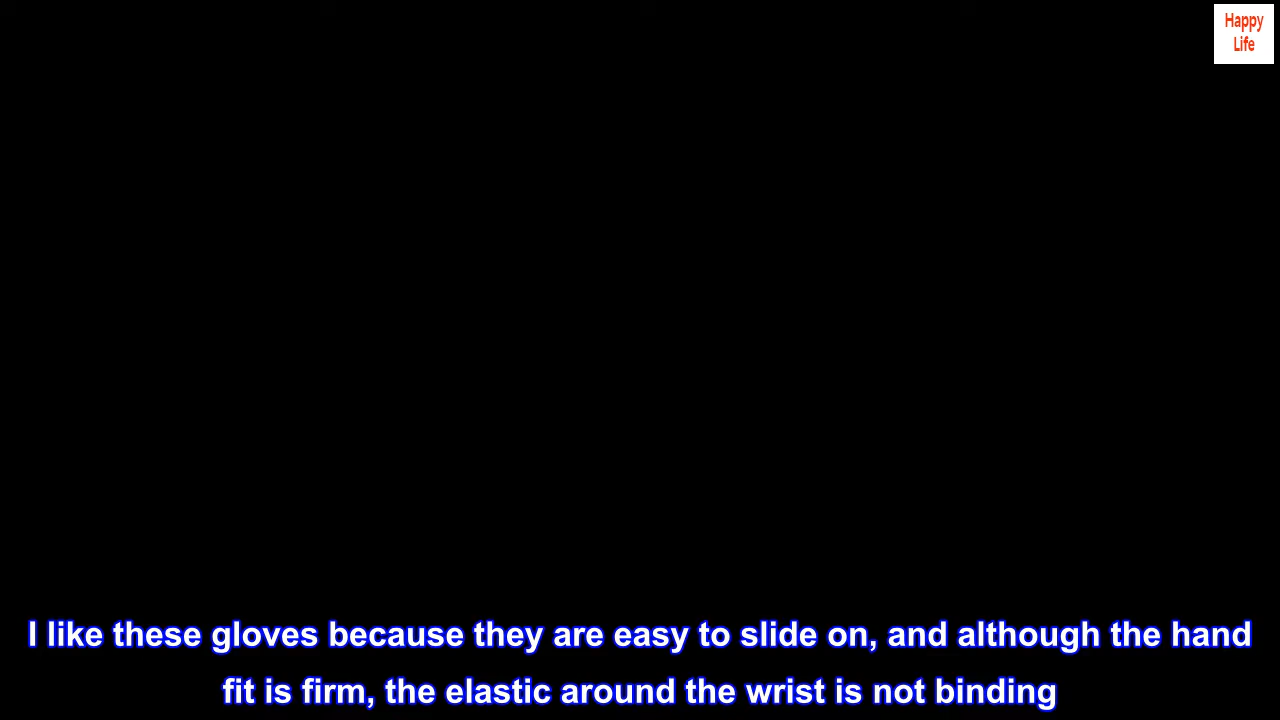 Happy
Life
I like these gloves because they are easy to slide on, and although the hand
fit is firm, the elastic around the wrist is not binding